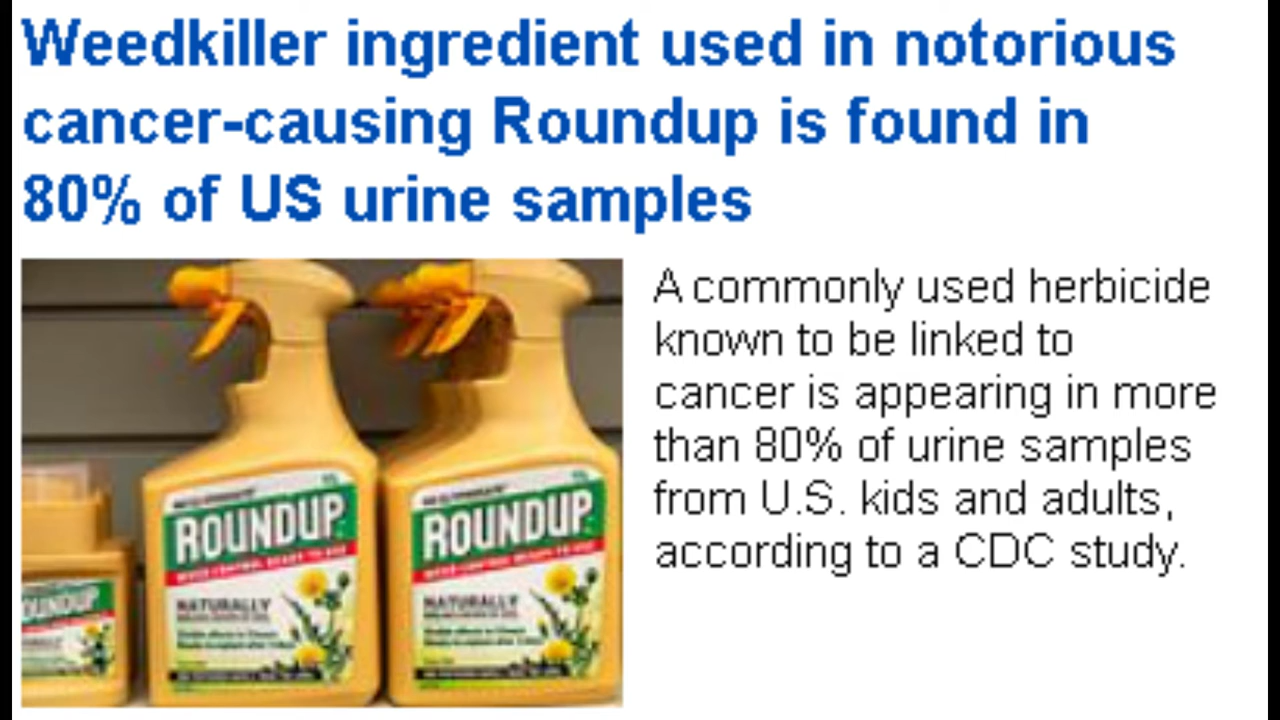 Weedkiller ingredient used in notorious
cancer-causing Roundup is found in
80% of US urine samples
A commonly used herbicide
known to be linked to
cancer is appearing in more
than 80% of urine samples
from U.S. kids and adults,
according to a CDC study.
ROUNDUP
NATURALLY
ROUNDUP
NATURALLY
ROUNDUP